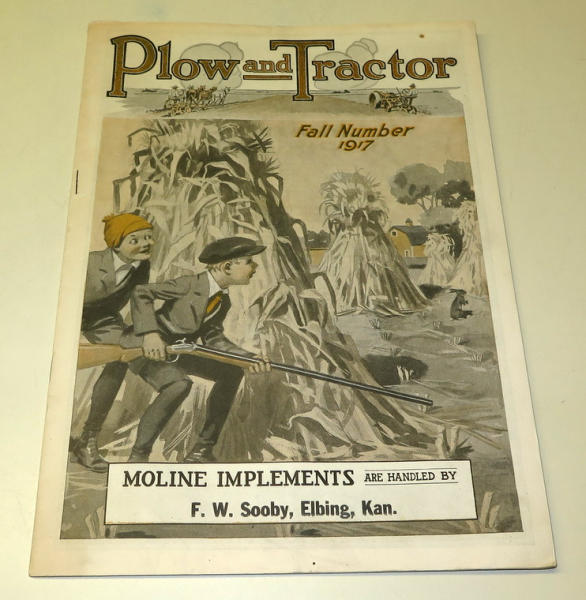 Plow and Tractor
Fall Number
1917
MOLINE IMPLEMENTS ARE HANDLED BY
F. W. Sooby, Elbing, Kan.